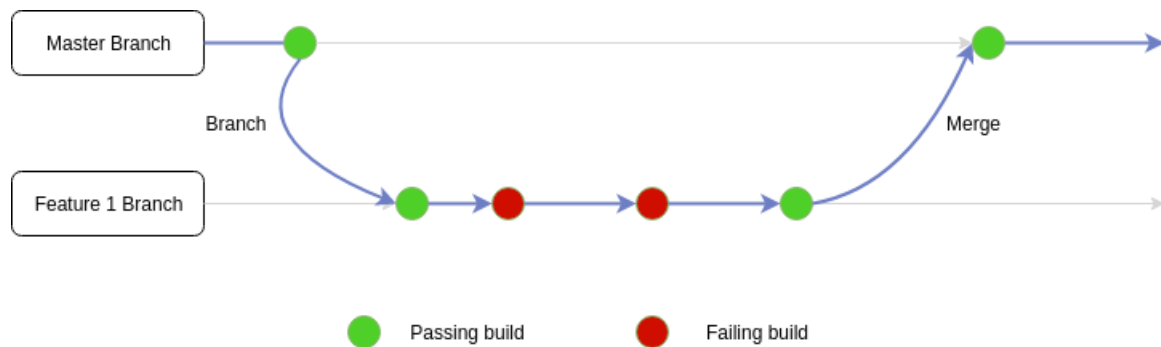 Master Branch
Branch
Merge
Feature 1 Branch
Passing build
Failing build